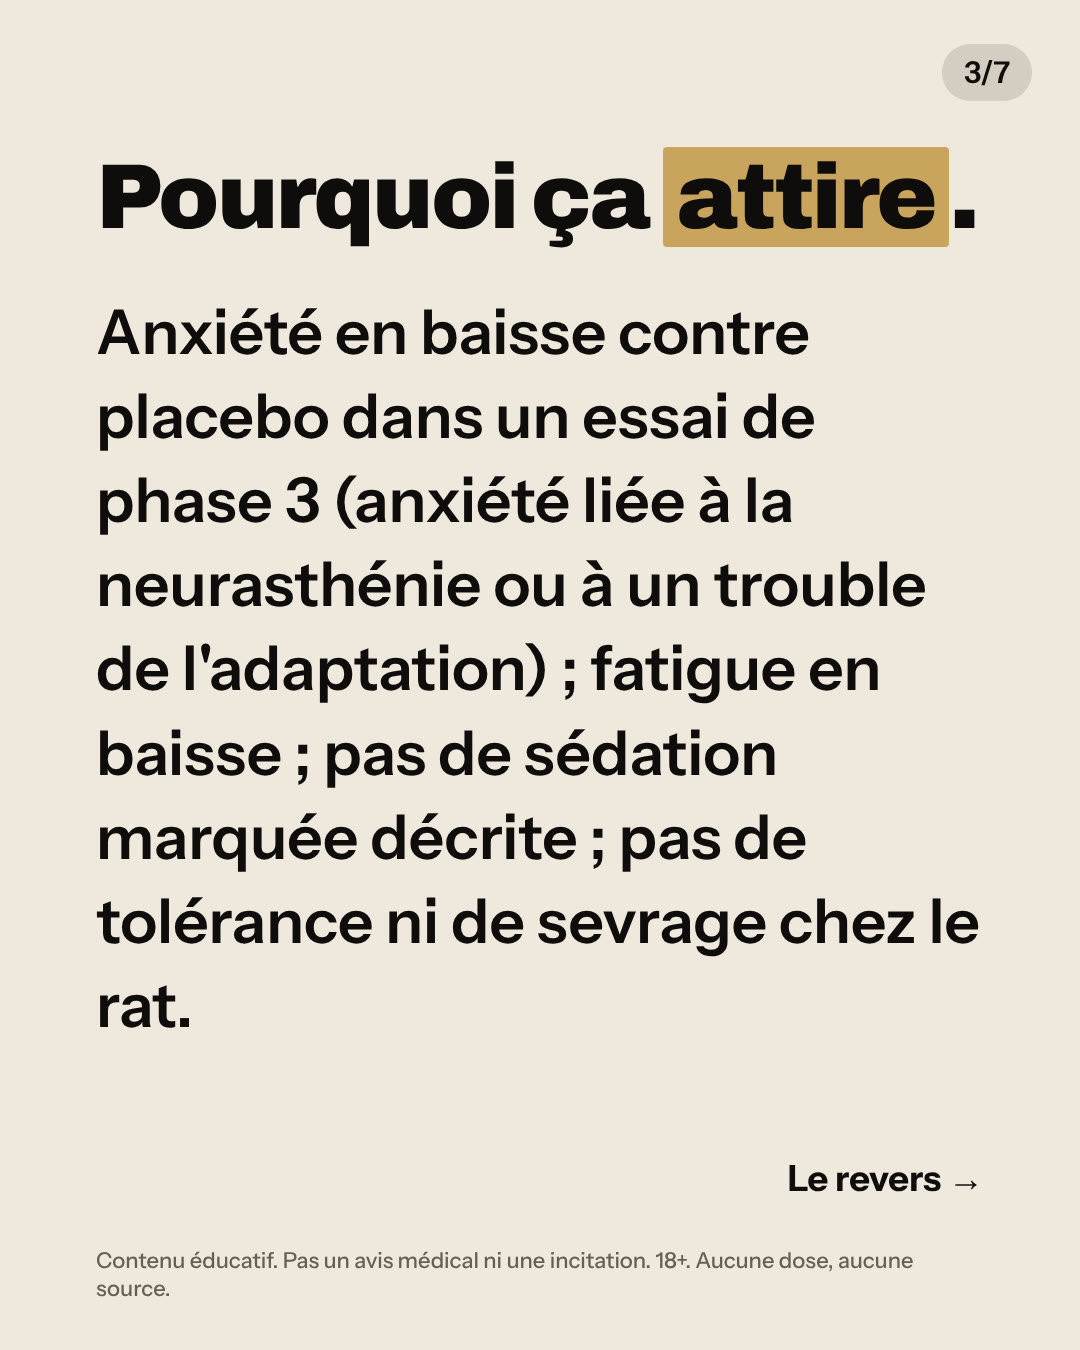 3/7
Pourquoi ça attire.
Anxiété en baisse contre
placebo dans un essai de
phase 3 (anxiété liée à la
neurasthénie ou à un trouble
de l'adaptation) ; fatigue en
baisse ; pas de sédation
marquée décrite ; pas de
tolérance ni de sevrage chez le
rat.
Le revers →
Contenu éducatif. Pas un avis médical ni une incitation. 18+. Aucune dose, aucune
source.